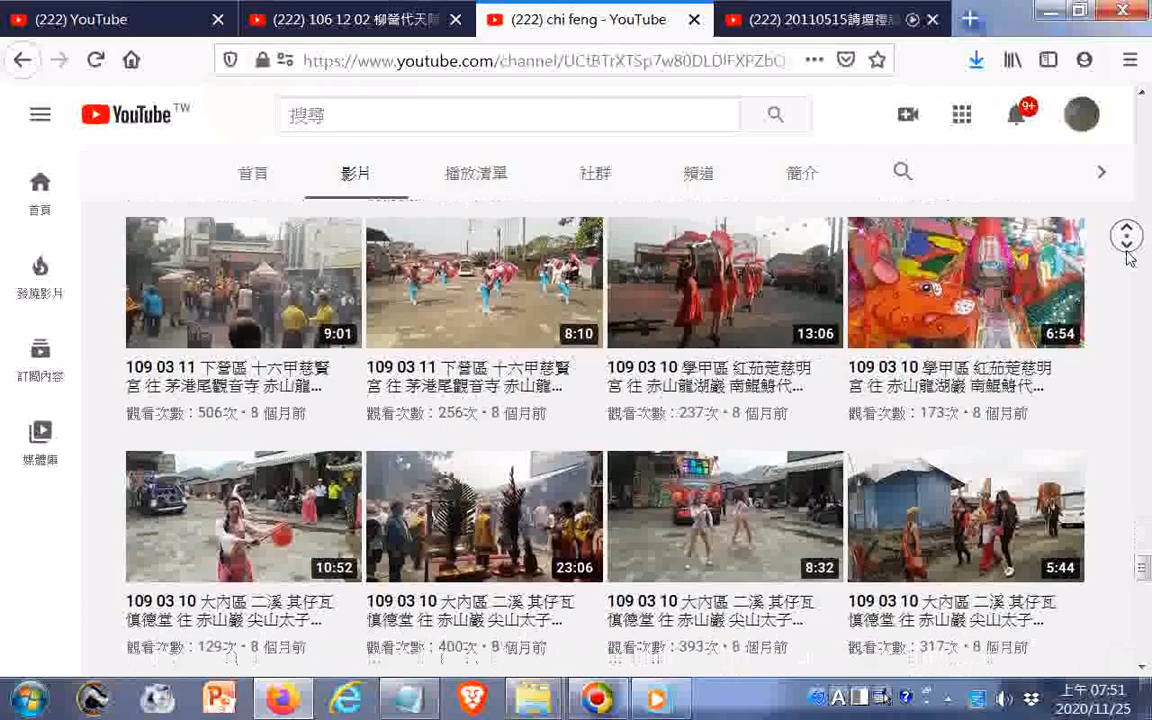 (222) YouTube
(222) 106 12 02 柳營代天
(222) chi feng - YouTube
(222) 20110515請媽祖
https://www.youtube.com/channel/UCtBTrXTSp7w80DLDIFXPZbQ
YouTube TW
搜尋
9+
首頁
影片
播放清單
社群
頻道
簡介
首頁
發燒影片
訂閱內容
媒體庫
9:01
8:10
13:06
6:54
109 03 11 下營區 十六甲慈賢
宮 往 茅港尾觀音寺 赤山龍...
觀看次數：506次・8 個月前
109 03 11 下營區 十六甲慈賢
宮 往 茅港尾觀音寺 赤山龍...
觀看次數：256次・8 個月前
109 03 10 學甲區 紅茄萣慈明
宮 往 赤山龍湖巖 南鯤鯓代...
觀看次數：237次・8 個月前
109 03 10 學甲區 紅茄萣慈明
宮 往 赤山龍湖巖 南鯤鯓代...
觀看次數：173次・8 個月前
10:52
23:06
8:32
5:44
109 03 10 大內區 二溪 其仔瓦
慎德堂 往 赤山巖 尖山太子...
觀看次數：129次・8 個月前
109 03 10 大內區 二溪 其仔瓦
慎德堂 往 赤山巖 尖山太子...
觀看次數：400次・8 個月前
109 03 10 大內區 二溪 其仔瓦
慎德堂 往 赤山巖 尖山太子...
觀看次數：393次・8 個月前
109 03 10 大內區 二溪 其仔瓦
慎德堂 往 赤山巖 尖山太子...
觀看次數：317次・8 個月前
上午 07:51
2020/11/25